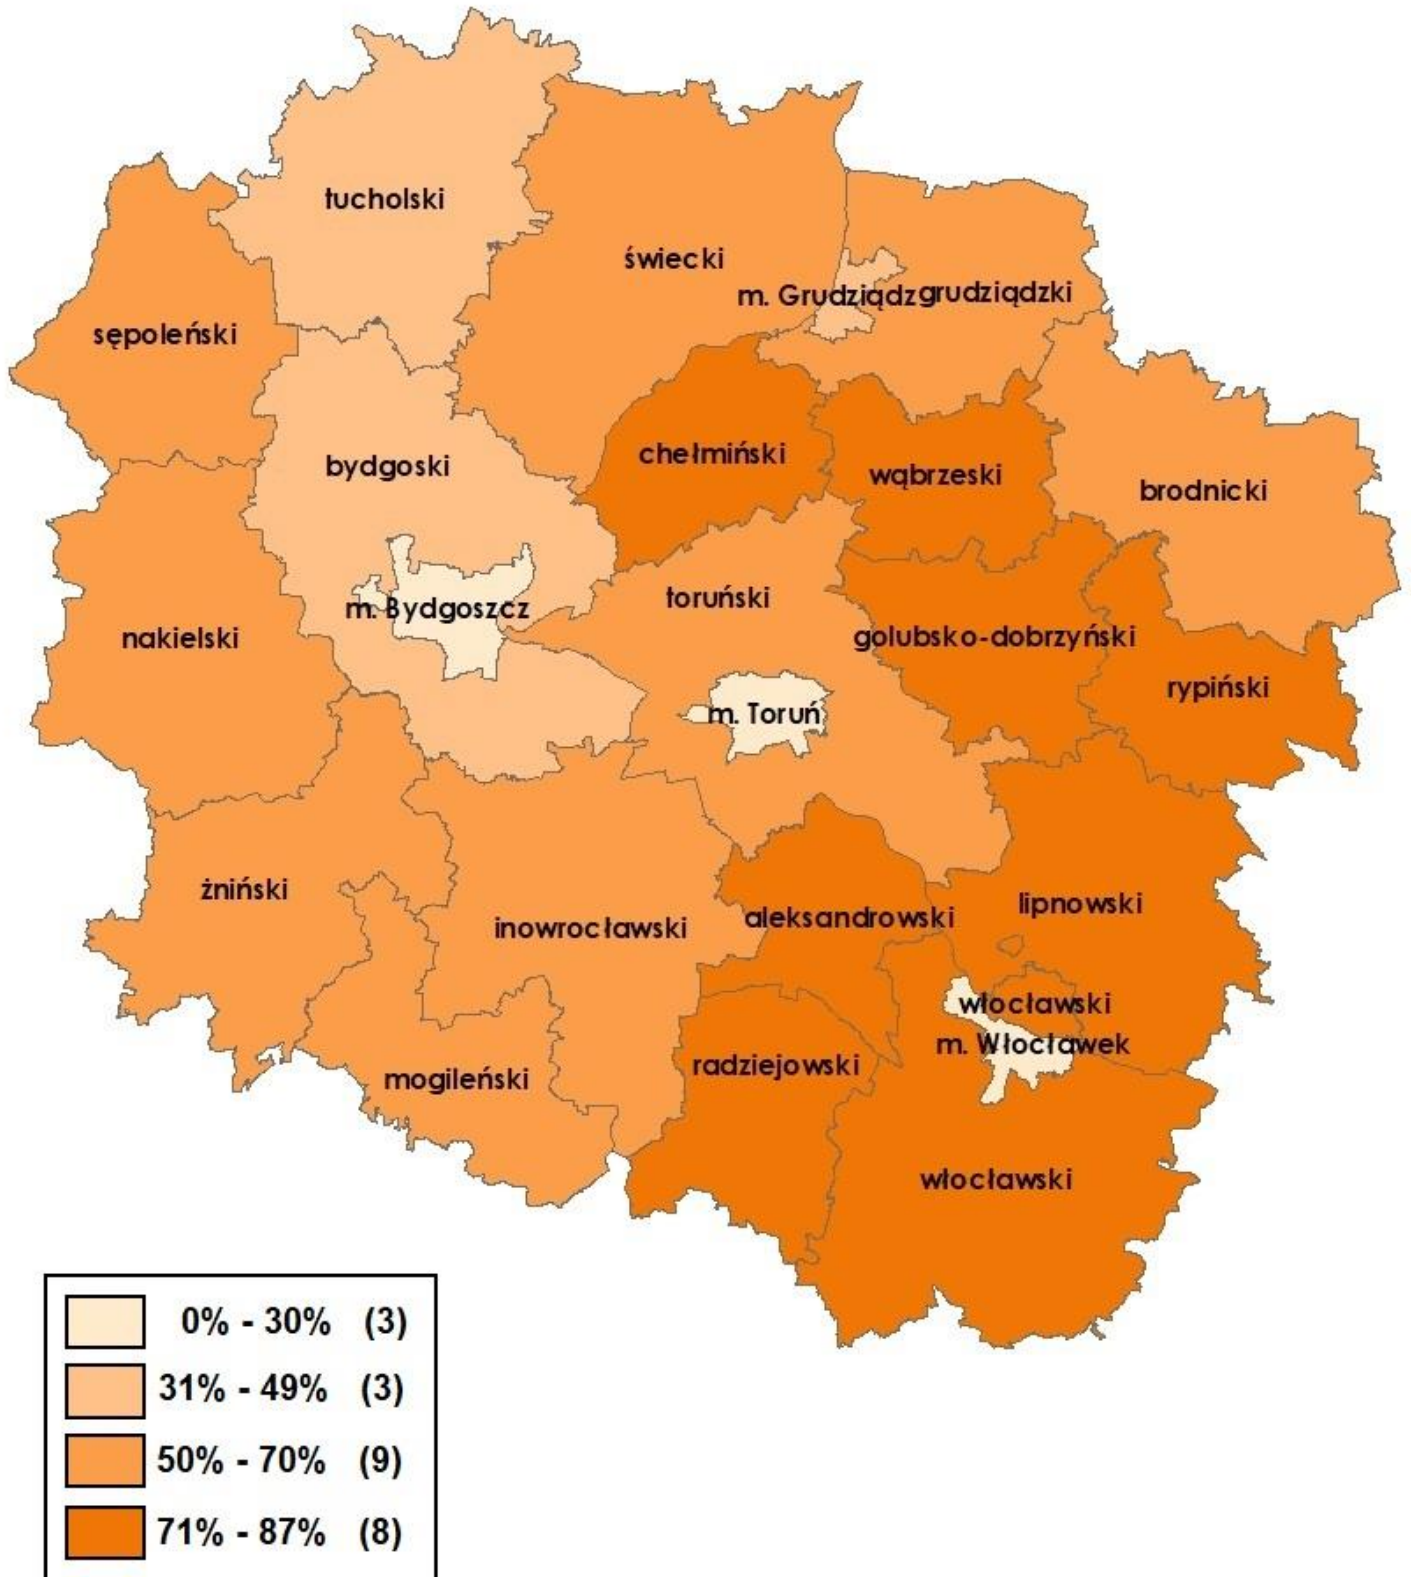 tucholski
świecki
m. Grudziądz
grudziądzki
sępoleński
bydgoski
chełmiński
wąbrzeski
brodnicki
toruński
m. Bydgoszcz
nakielski
golubsko-dobrzyński
rypiński
m. Toruń
żniński
inowrocławski
aleksandrowski
lipnowski
włocławski
m. Włocławek
radziejowski
mogileński
włocławski
0% - 30% (3)
31% - 49% (3)
50% - 70% (9)
71% - 87% (8)